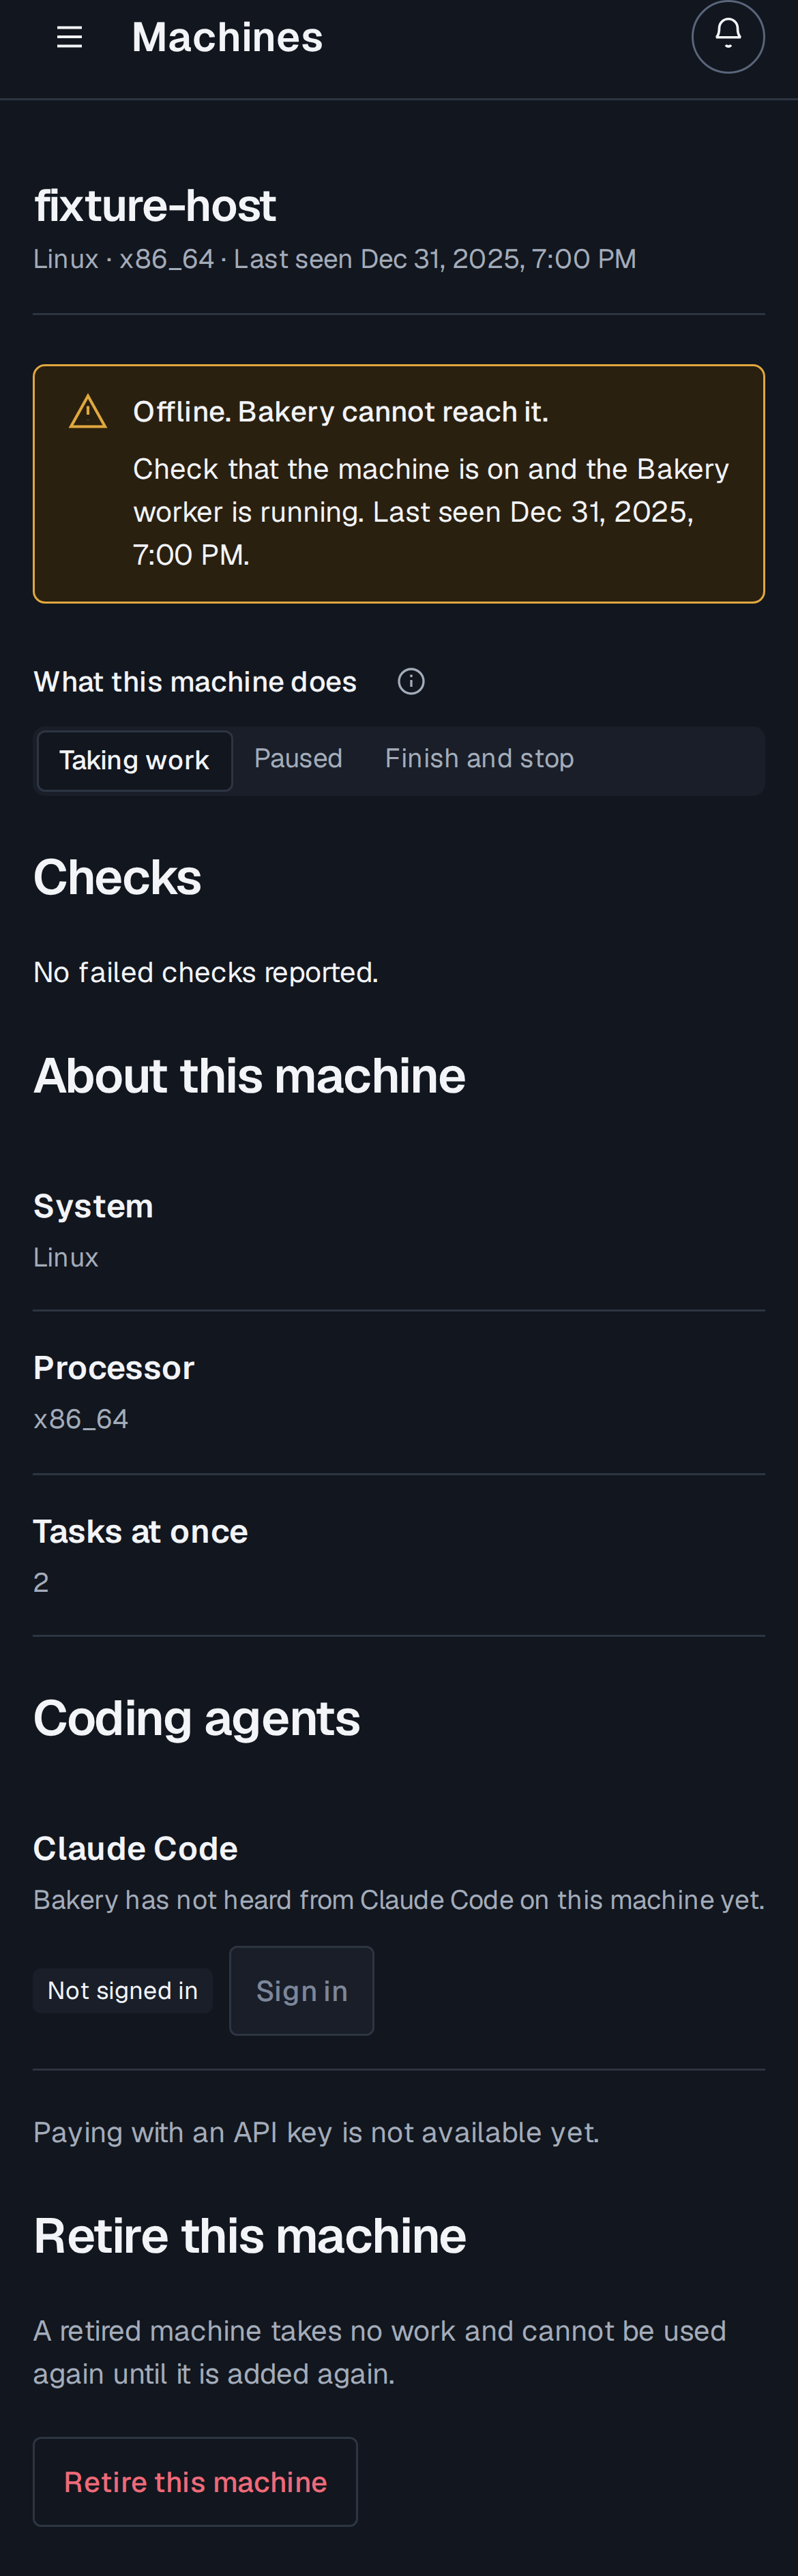 Machines
fixture-host
Linux · x86_64 · Last seen Dec 31, 2025, 7:00 PM
Offline. Bakery cannot reach it.
Check that the machine is on and the Bakery
worker is running. Last seen Dec 31, 2025,
7:00 PM.
What this machine does
Taking work Paused Finish and stop
Checks
No failed checks reported.
About this machine
System
Linux
Processor
x86_64
Tasks at once
2
Coding agents
Claude Code
Bakery has not heard from Claude Code on this machine yet.
Not signed in Sign in
Paying with an API key is not available yet.
Retire this machine
A retired machine takes no work and cannot be used
again until it is added again.
Retire this machine